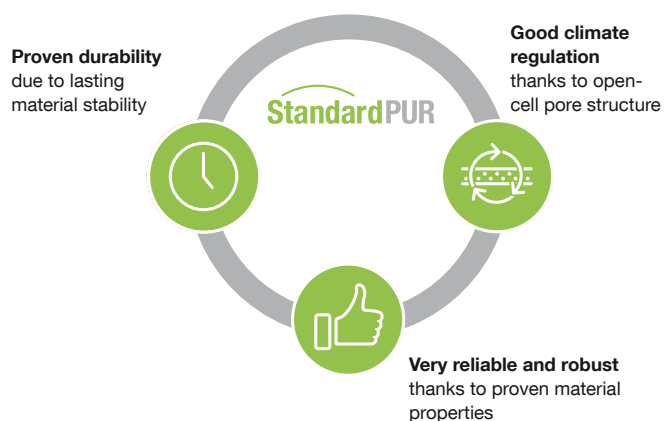 Proven durability
due to lasting
material stability
Good climate
regulation
thanks to open-
cell pore structure
StandardPUR
Very reliable and robust
thanks to proven material
properties